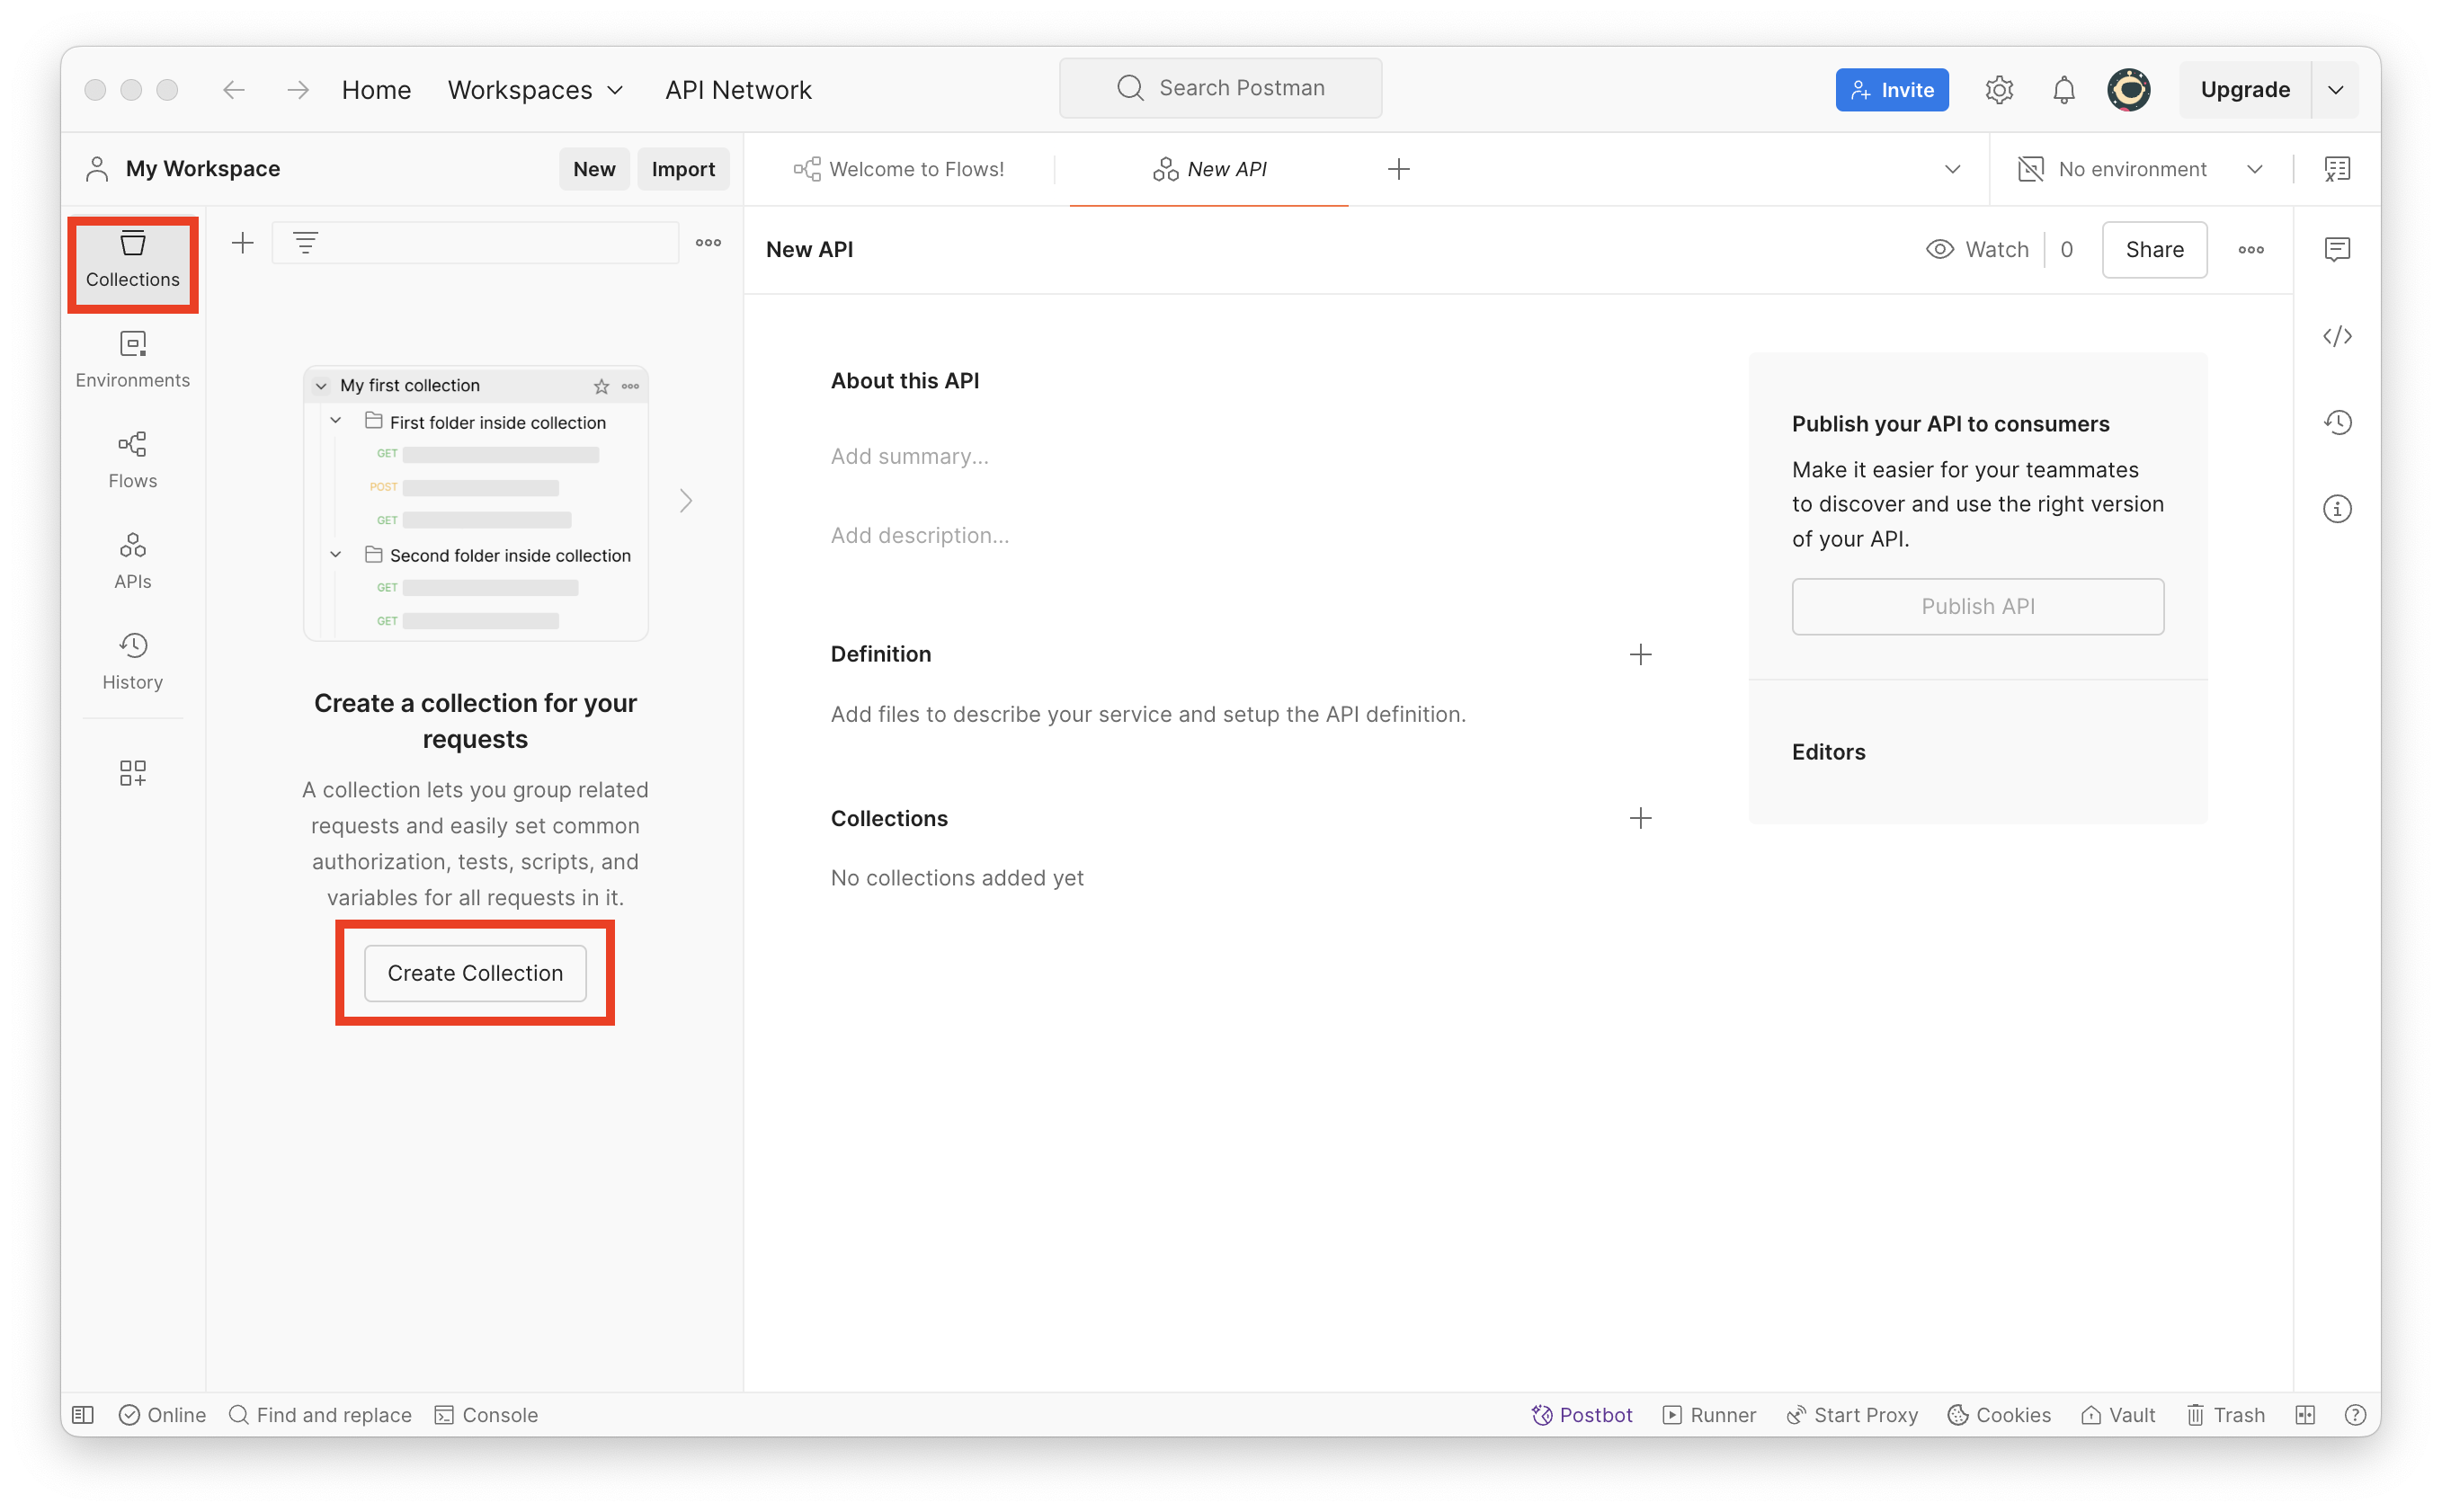 Home
Workspaces
API Network
Search Postman
Invite
Upgrade
My Workspace
New
Import
Welcome to Flows!
New API
No environment
Collections
Environments
Flows
APIs
History
My first collection
First folder inside collection
GET
POST
GET
Second folder inside collection
GET
GET
Create a collection for your
requests
A collection lets you group related
requests and easily set common
authorization, tests, scripts, and
variables for all requests in it.
Create Collection
New API
Watch
0
Share
About this API
Add summary...
Add description...
Definition
Add files to describe your service and setup the API definition.
Collections
No collections added yet
Publish your API to consumers
Make it easier for your teammates
to discover and use the right version
of your API.
Publish API
Editors
Online
Find and replace
Console
Postbot
Runner
Start Proxy
Cookies
Vault
Trash